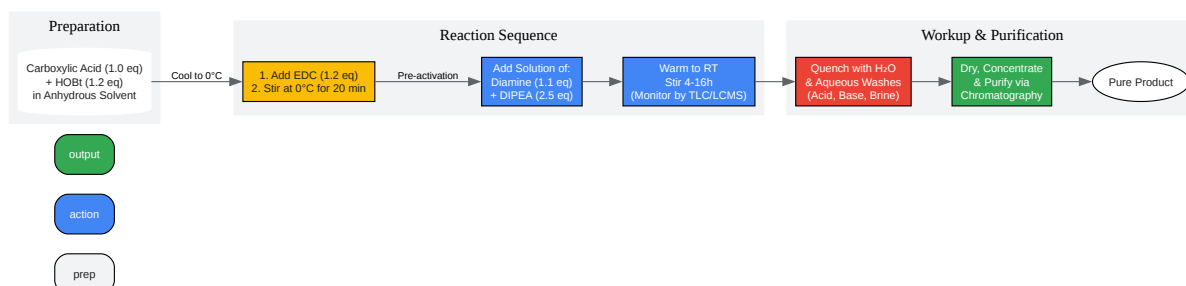 Preparation
Carboxylic Acid (1.0 eq)
+ HOBt (1.2 eq)
in Anhydrous Solvent
Cool to 0°C
Reaction Sequence
1. Add EDC (1.2 eq)
2. Stir at 0°C for 20 min
Pre-activation
Add Solution of:
Diamine (1.1 eq)
+ DIPEA (2.5 eq)
Warm to RT
Stir 4-16h
(Monitor by TLC/LCMS)
Workup & Purification
Quench with H₂O
& Aqueous Washes
(Acid, Base, Brine)
Dry, Concentrate
& Purify via
Chromatography
Pure Product
output
action
prep